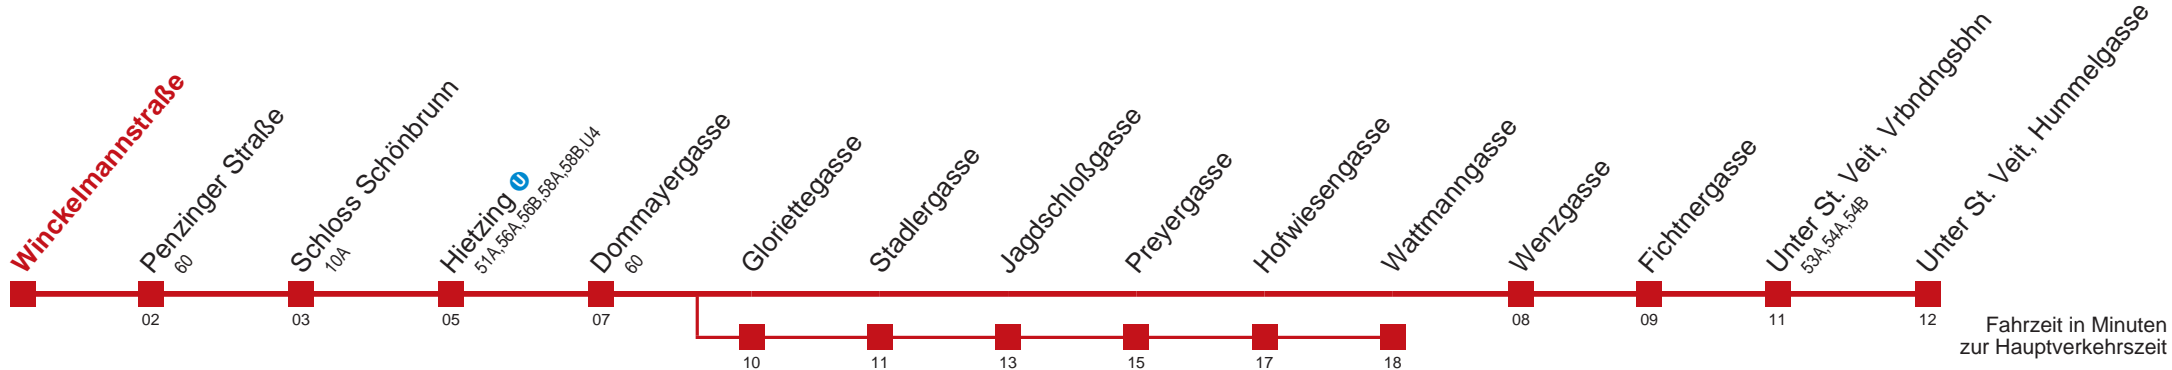 Winckelmannstraße
Penzinger Straße
60
Schloss Schönbrunn
10A
Hietzing U
51A,56A,56B,58A,58B,U4
Dommayergasse
60
Gloriettegasse
Stadlergasse
Jagdschloßgasse
Preyergasse
Hofwiesengasse
Wattmanngasse
Wenzgasse
Fichtnergasse
Unter St. Veit, Vrbndngsbhn
53A,54A,54B
Unter St. Veit, Hummelgasse
02 03 05 07 08 09 11 12
10 11 13 15 17 18
Fahrzeit in Minuten
zur Hauptverkehrszeit